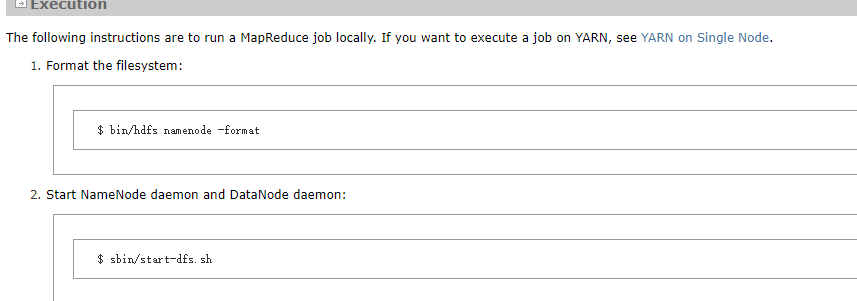 Execution
The following instructions are to run a MapReduce job locally. If you want to execute a job on YARN, see YARN on Single Node.
1. Format the filesystem:
$ bin/hdfs namenode -format
2. Start NameNode daemon and DataNode daemon:
$ sbin/start-dfs.sh